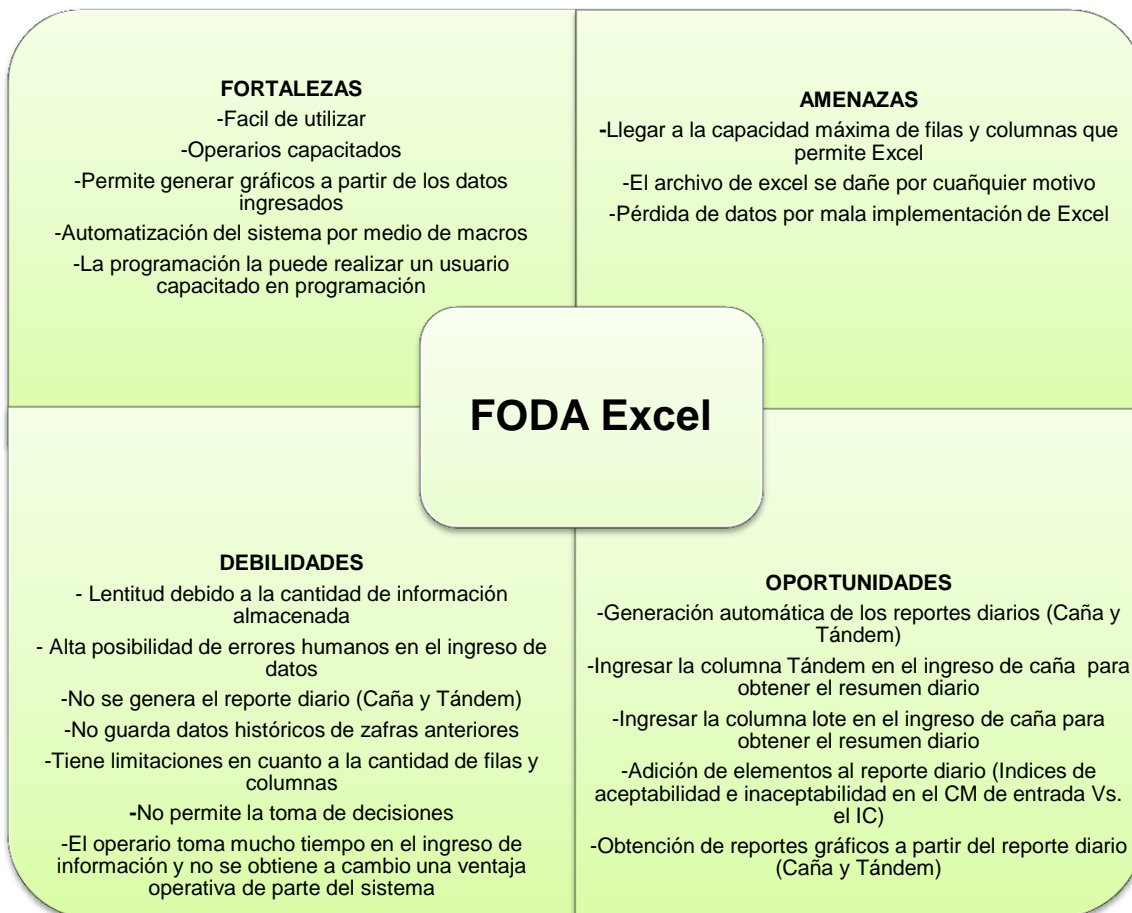 FORTALEZAS
-Facil de utilizar
-Operarios capacitados
-Permite generar gráficos a partir de los datos
ingresados
-Automatización del sistema por medio de macros
-La programación la puede realizar un usuario
capacitado en programación
AMENAZAS
-Llegar a la capacidad máxima de filas y columnas que
permite Excel
-El archivo de excel se dañe por cuañquier motivo
-Pérdida de datos por mala implementación de Excel
FODA Excel
DEBILIDADES
- Lentitud debido a la cantidad de información
almacenada
- Alta posibilidad de errores humanos en el ingreso de
datos
-No se genera el reporte diario (Caña y Tándem)
-No guarda datos históricos de zafras anteriores
-Tiene limitaciones en cuanto a la cantidad de filas y
columnas
-No permite la toma de decisiones
-El operario toma mucho tiempo en el ingreso de
información y no se obtiene a cambio una ventaja
operativa de parte del sistema
OPORTUNIDADES
-Generación automática de los reportes diarios (Caña y
Tándem)
-Ingresar la columna Tándem en el ingreso de caña  para
obtener el resumen diario
-Ingresar la columna lote en el ingreso de caña para
obtener el resumen diario
-Adición de elementos al reporte diario (Indices de
aceptabilidad e inaceptabilidad en el CM de entrada Vs.
el IC)
-Obtención de reportes gráficos a partir del reporte diario
(Caña y Tándem)